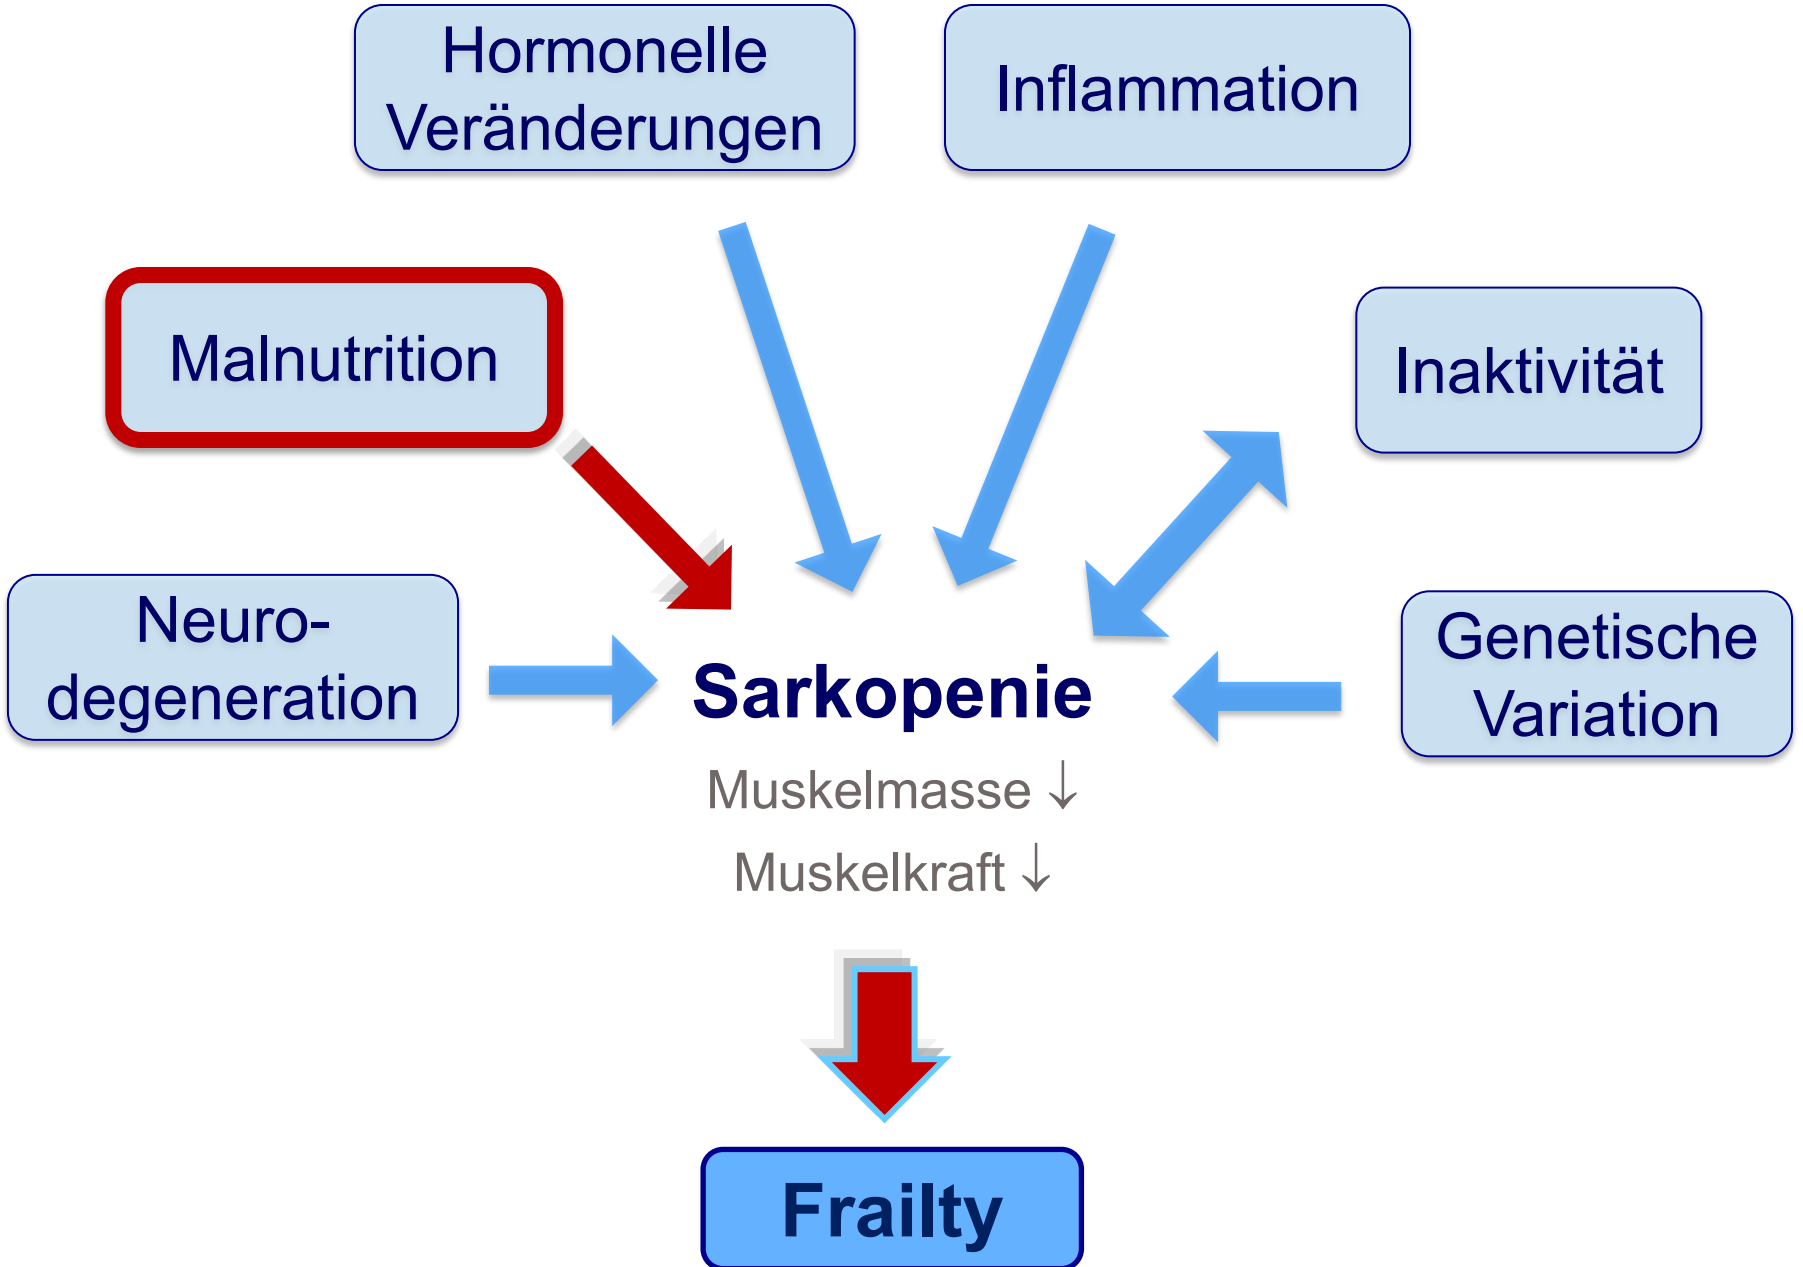 Hormonelle
Veränderungen
Inflammation
Malnutrition
Inaktivität
Neuro-
degeneration
Sarkopenie
Genetische
Variation
Muskelmasse ↓
Muskelkraft ↓
Frailty